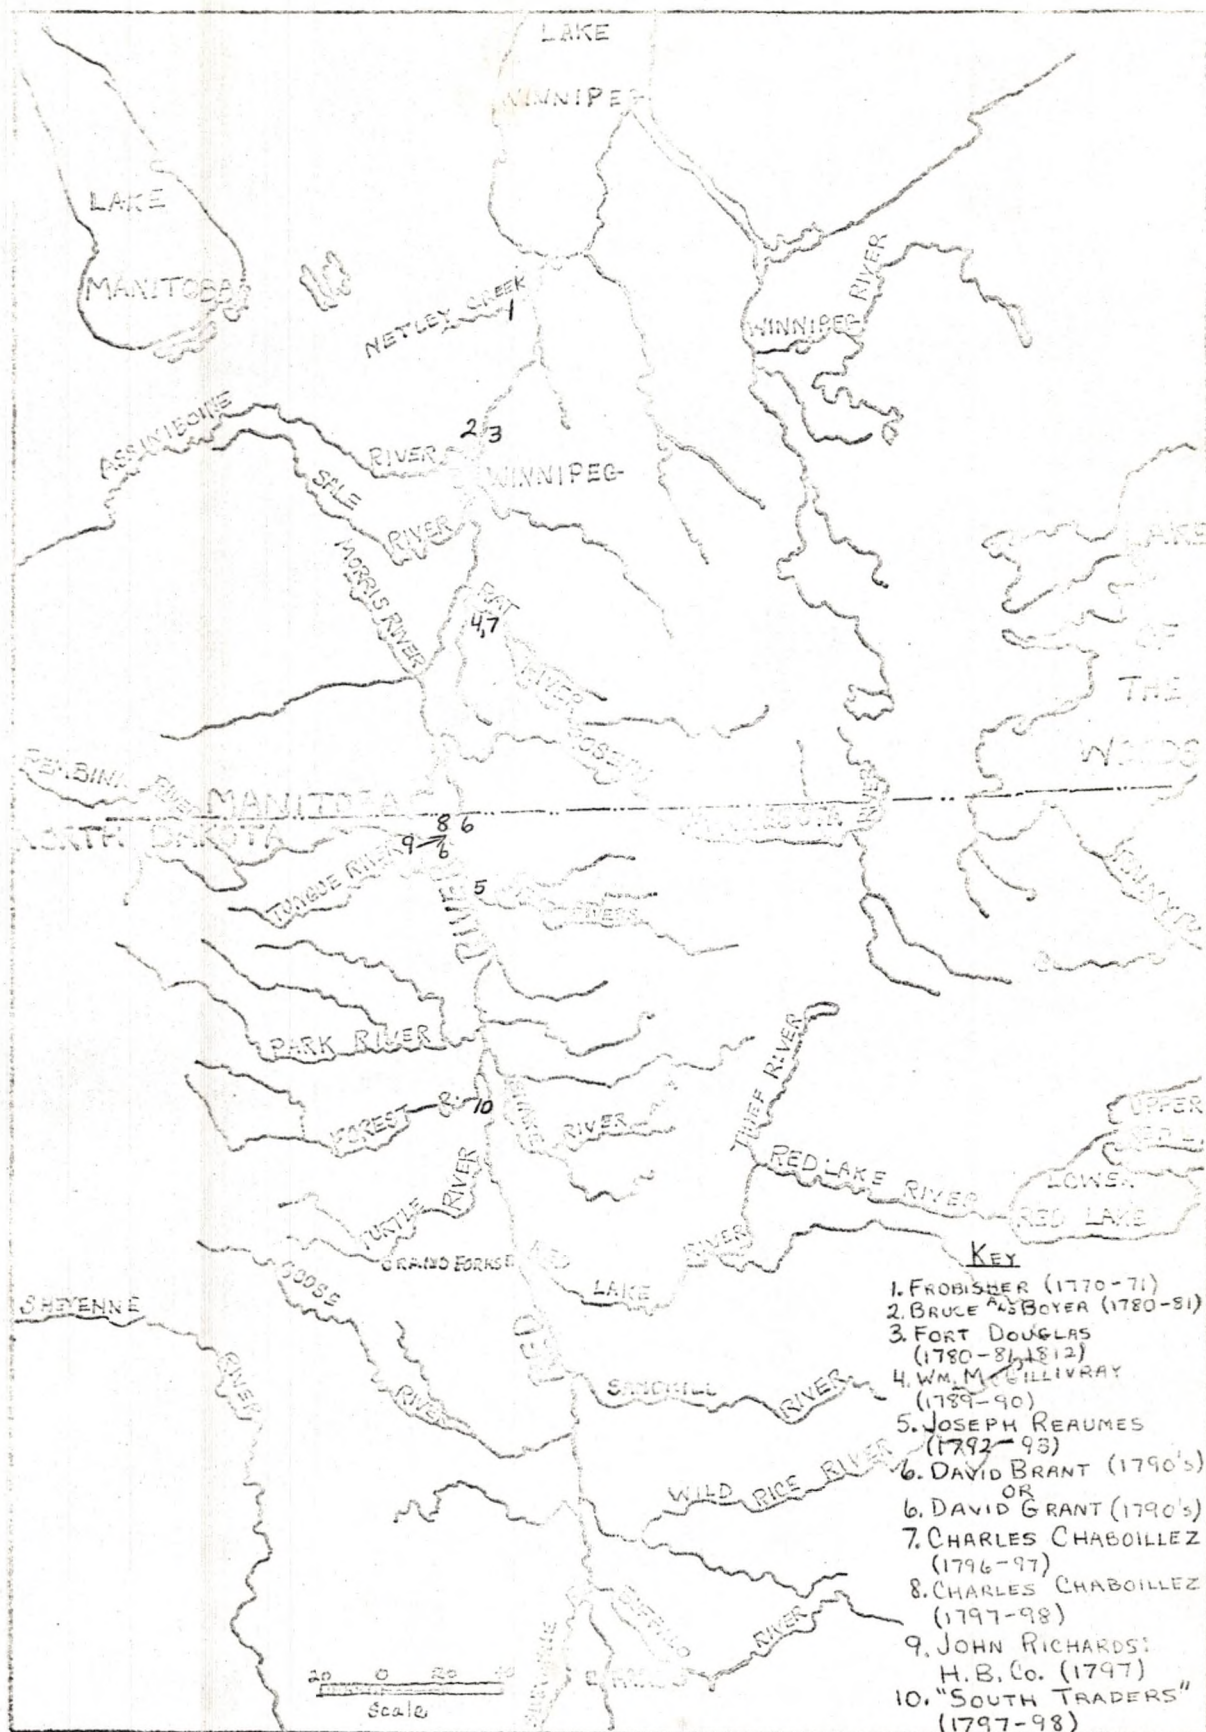 LAKE
WINNIPEG
LAKE
MANITOBA
NETLEY CREEK
1
WINNIPEG RIVER
ASSINIBOINE
RIVER
2 3
WINNIPEG
SALE
RIVER
MORRIS RIVER
RAT
4,7
RIVER
LAKE
OF
THE
WOODS
PEMBINA
RIVER
MANITOBA
NORTH DAKOTA
8 6
9
6
RIVER
TONGUE RIVER
5
RIVERS
RIVER
PARK RIVER
THIEF RIVER
FOREST R.
10
RIVER
UPPER
RED L.
LOWER
RED LAKE
REDLAKE RIVER
TURTLE RIVER
GRAND FORKS
RED
LAKE
RIVER
GOOSE
RIVER
SHEYENNE
RIVER
RED
SANDHILL
RIVER
WILD RICE RIVER
BUFFALO
RIVER
20 0 20 40
Scale
KEY
1. FROBISHER (1770-71)
2. BRUCE AND BOYER (1780-81)
3. FORT DOUGLAS
(1780-81, 1812)
4. WM. McGILLIVRAY
(1789-90)
5. JOSEPH REAUMES
(1792-93)
6. DAVID BRANT (1790's)
OR
6. DAVID GRANT (1790's)
7. CHARLES CHABOILLEZ
(1796-97)
8. CHARLES CHABOILLEZ
(1797-98)
9. JOHN RICHARDS:
H.B. Co. (1797)
10. "SOUTH TRADERS"
(1797-98)